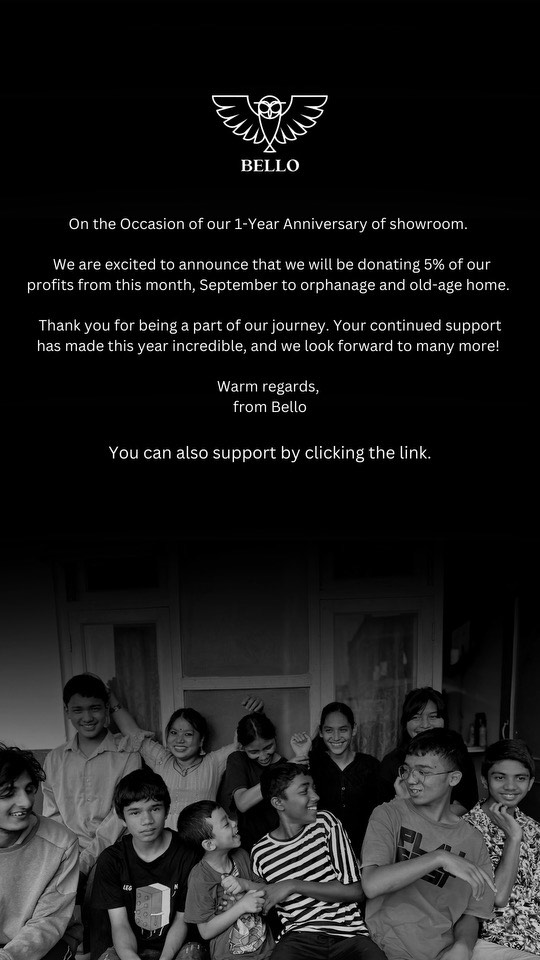 BELLO
On the Occasion of our 1-Year Anniversary of showroom.
We are excited to announce that we will be donating 5% of our
profits from this month, September to orphanage and old-age home.
Thank you for being a part of our journey. Your continued support
has made this year incredible, and we look forward to many more!
Warm regards,
from Bello
You can also support by clicking the link.